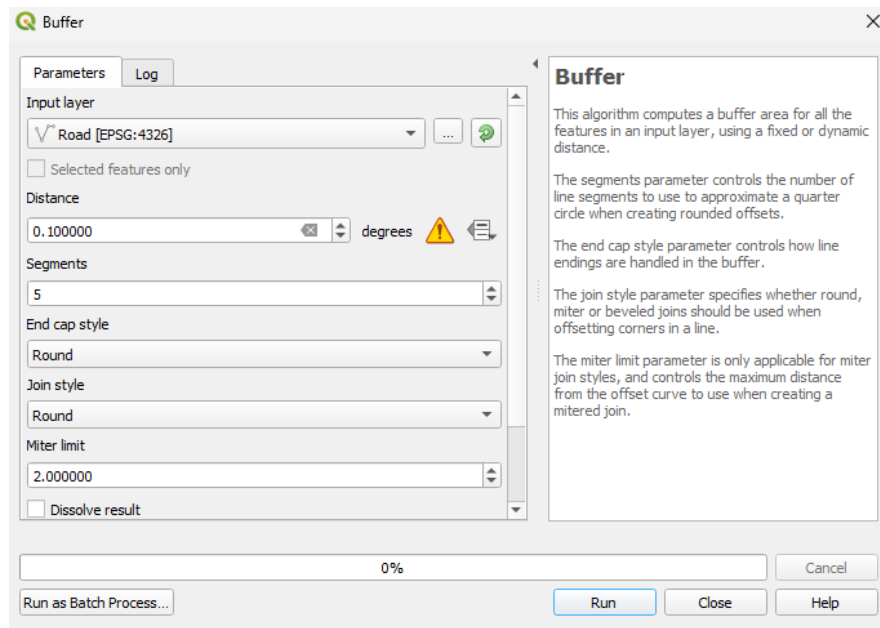 Buffer
Parameters
Log
Input layer
Road [EPSG:4326]
...
Selected features only
Distance
0.100000
degrees
Segments
5
End cap style
Round
Join style
Round
Miter limit
2.000000
Dissolve result
Buffer
This algorithm computes a buffer area for all the
features in an input layer, using a fixed or dynamic
distance.
The segments parameter controls the number of
line segments to use to approximate a quarter
circle when creating rounded offsets.
The end cap style parameter controls how line
endings are handled in the buffer.
The join style parameter specifies whether round,
miter or beveled joins should be used when
offsetting corners in a line.
The miter limit parameter is only applicable for miter
join styles, and controls the maximum distance
from the offset curve to use when creating a
mitered join.
0%
Cancel
Run as Batch Process...
Run
Close
Help